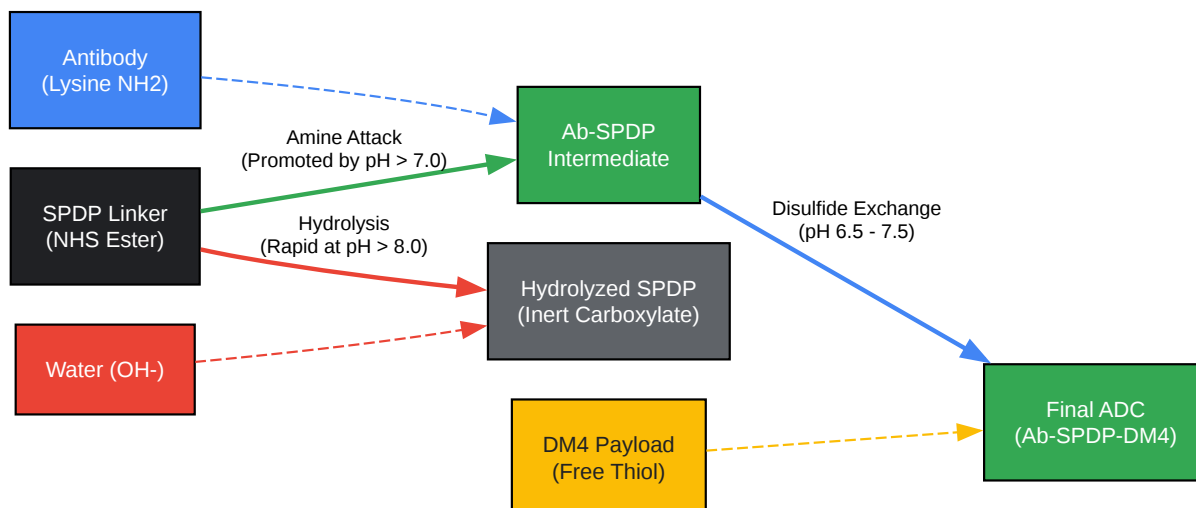 Antibody
(Lysine NH2)
SPDP Linker
(NHS Ester)
Water (OH-)
Amine Attack
(Promoted by pH > 7.0)
Hydrolysis
(Rapid at pH > 8.0)
Ab-SPDP
Intermediate
Hydrolyzed SPDP
(Inert Carboxylate)
DM4 Payload
(Free Thiol)
Disulfide Exchange
(pH 6.5 - 7.5)
Final ADC
(Ab-SPDP-DM4)